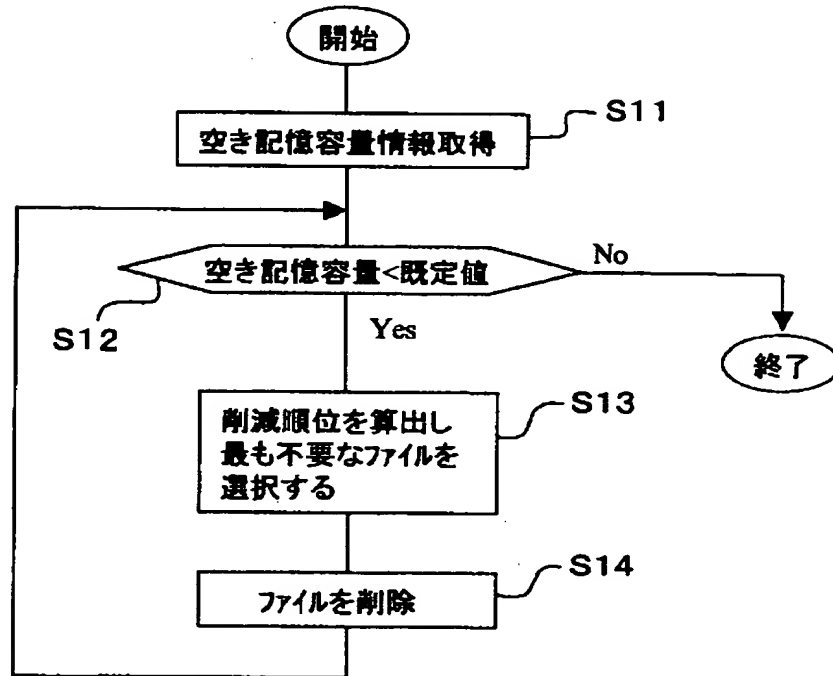 開始
空き記憶容量情報取得
S11
空き記憶容量<既定値
No
S12
Yes
終了
削減順位を算出し
最も不要なファイルを
選択する
S13
ファイルを削除
S14